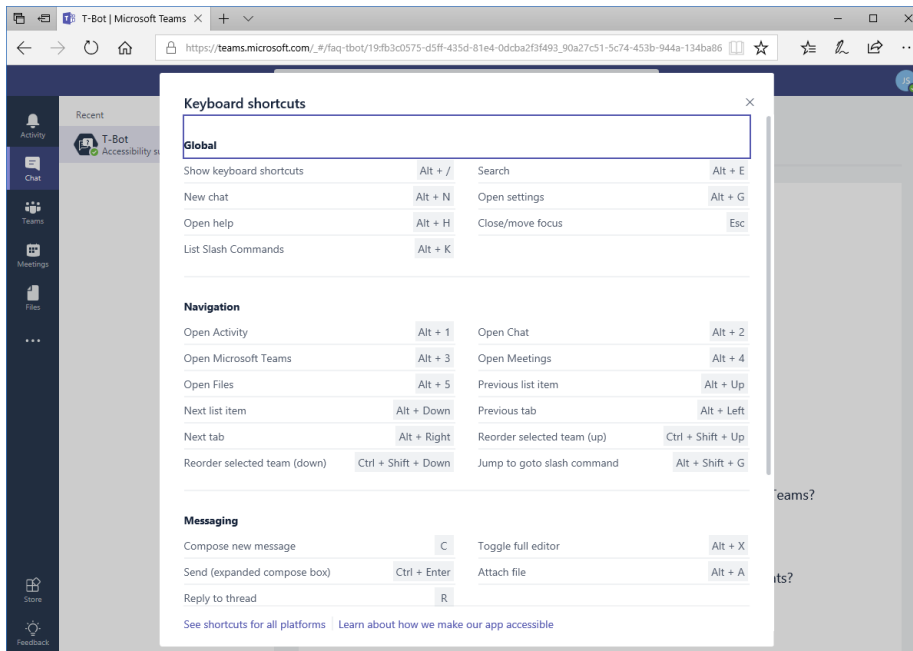 T-Bot | Microsoft Teams
https://teams.microsoft.com/_#/faq-tbot/19:fb3c0575-d5ff-435d-81e4-0dcba2f3f493_90a27c51-5c74-453b-944a-134ba86
JS
Activity
Chat
Teams
Meetings
Files
Store
Feedback
Recent
T-Bot
Accessibility su
Keyboard shortcuts
Global
Show keyboard shortcuts Alt + / Search Alt + E
New chat Alt + N Open settings Alt + G
Open help Alt + H Close/move focus Esc
List Slash Commands Alt + K
Navigation
Open Activity Alt + 1 Open Chat Alt + 2
Open Microsoft Teams Alt + 3 Open Meetings Alt + 4
Open Files Alt + 5 Previous list item Alt + Up
Next list item Alt + Down Previous tab Alt + Left
Next tab Alt + Right Reorder selected team (up) Ctrl + Shift + Up
Reorder selected team (down) Ctrl + Shift + Down Jump to goto slash command Alt + Shift + G
Messaging
Compose new message C Toggle full editor Alt + X
Send (expanded compose box) Ctrl + Enter Attach file Alt + A
Reply to thread R
See shortcuts for all platforms Learn about how we make our app accessible
eams?
nts?